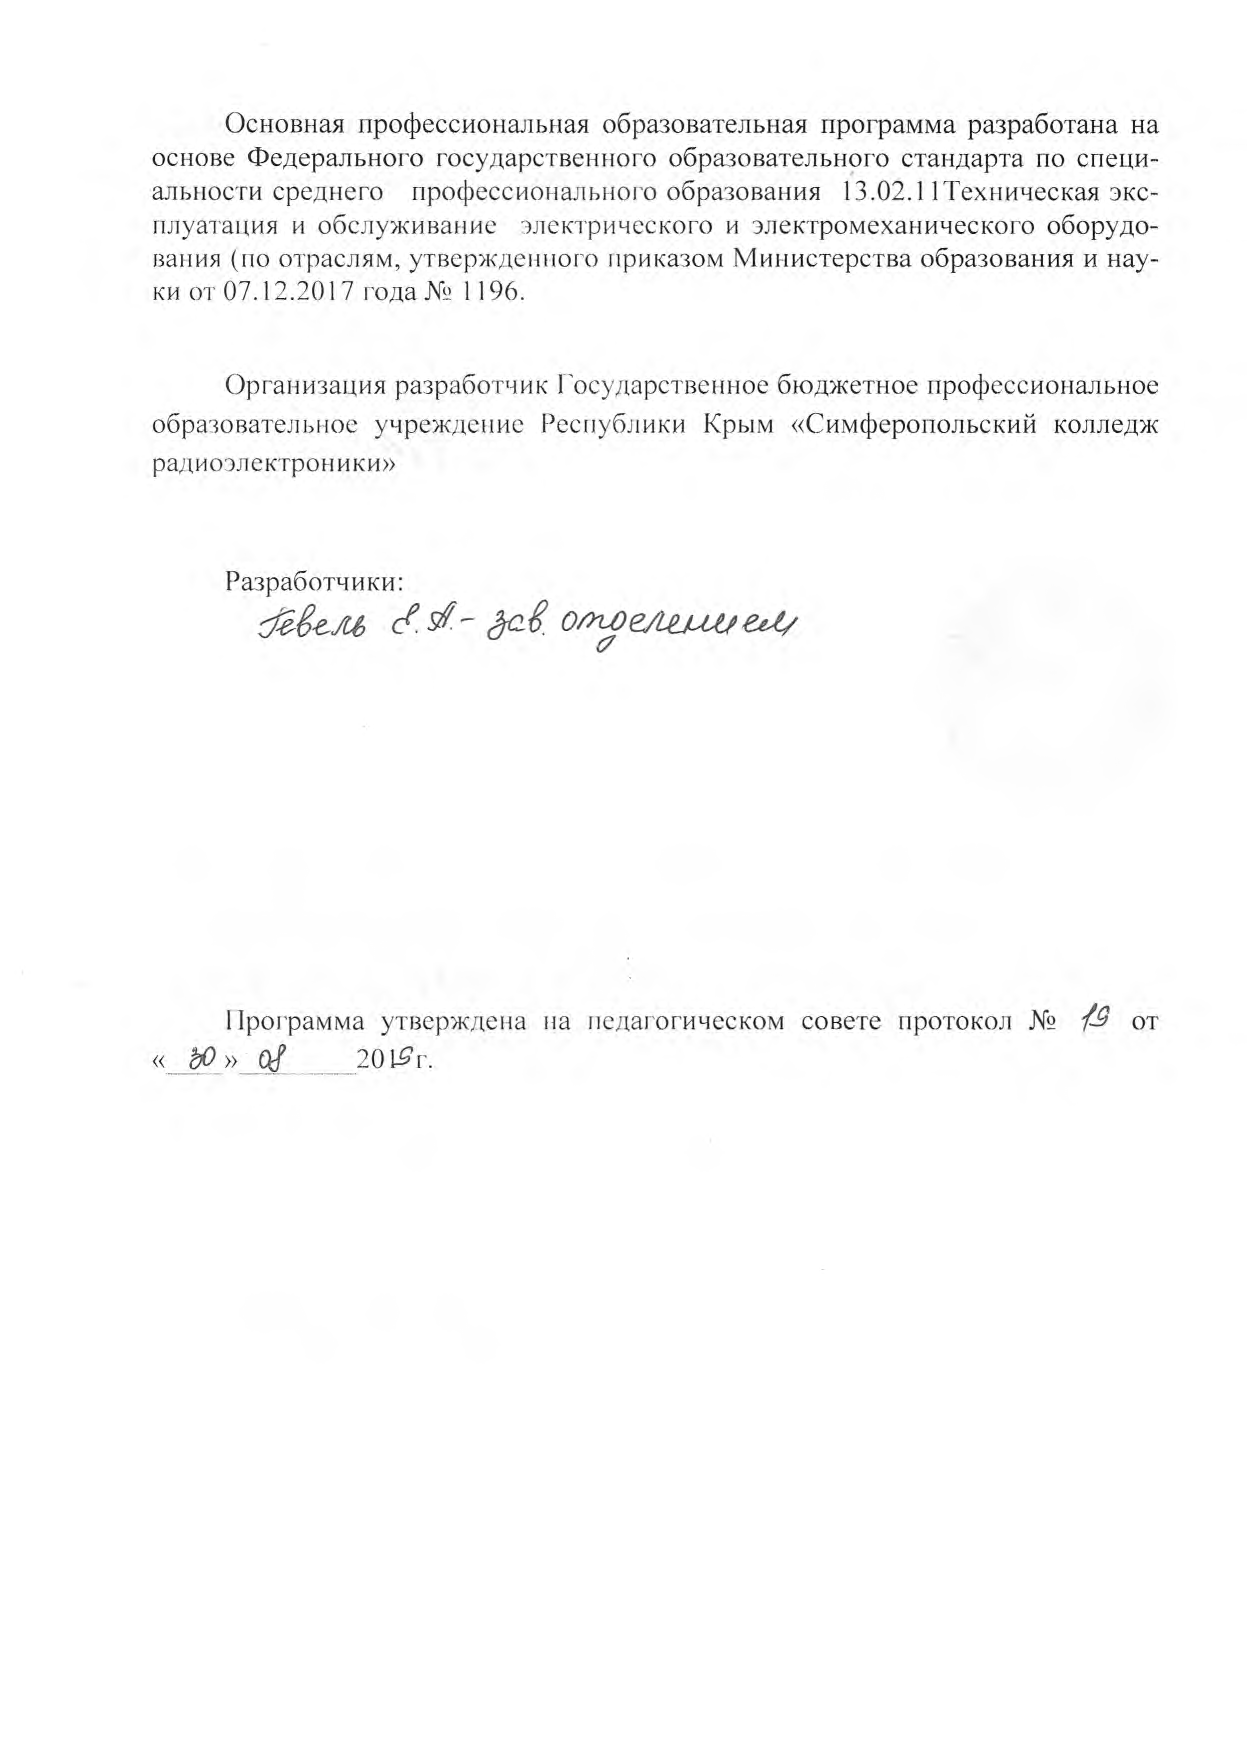 Основная профессиональная образовательная программа разработана на
основе Федерального государственного образовательного стандарта по специ-
альности среднего профессионального образования 13.02.11Техническая экс-
плуатация и обслуживание электрического и электромеханического оборудо-
вания (по отраслям, утвержденного приказом Министерства образования и нау-
ки от 07.12.2017 года № 1196.
Организация разработчик Государственное бюджетное профессиональное
образовательное учреждение Республики Крым «Симферопольский колледж
радиоэлектроники»
Разработчики:
Гевель Е.А.- зав. отделением
Программа утверждена на педагогическом совете протокол № 19 от
«30» 08 2019г.